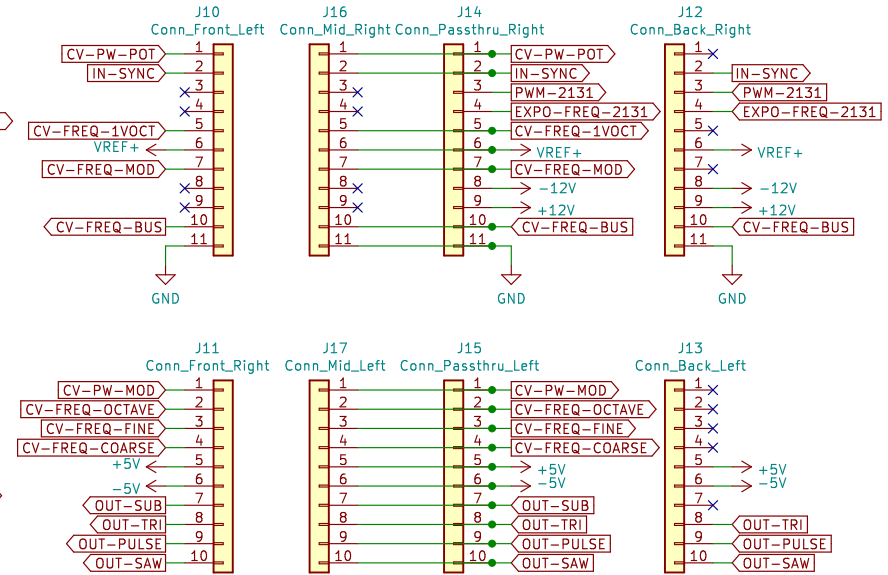 J10 J16 J14 J12
Conn_Front_Left Conn_Mid_Right Conn_Passthru_Right Conn_Back_Right
CV-PW-POT 1 1 1 CV-PW-POT 1
IN-SYNC 2 2 2 IN-SYNC 2 IN-SYNC
3 3 3 PWM-2131 3 PWM-2131
4 4 4 EXPO-FREQ-2131 4 EXPO-FREQ-2131
CV-FREQ-1VOCT 5 5 5 CV-FREQ-1VOCT 5
VREF+ 6 6 6 VREF+ 6 VREF+
CV-FREQ-MOD 7 7 7 CV-FREQ-MOD 7
8 8 8 -12V 8 -12V
9 9 9 +12V 9 +12V
CV-FREQ-BUS 10 10 10 CV-FREQ-BUS 10 CV-FREQ-BUS
11 11 11 11
GND GND GND
J11 J17 J15 J13
Conn_Front_Right Conn_Mid_Left Conn_Passthru_Left Conn_Back_Left
CV-PW-MOD 1 1 1 CV-PW-MOD 1
CV-FREQ-OCTAVE 2 2 2 CV-FREQ-OCTAVE 2
CV-FREQ-FINE 3 3 3 CV-FREQ-FINE 3
CV-FREQ-COARSE 4 4 4 CV-FREQ-COARSE 4
+5V 5 5 5 +5V 5 +5V
-5V 6 6 6 -5V 6 -5V
OUT-SUB 7 7 7 OUT-SUB 7
OUT-TRI 8 8 8 OUT-TRI 8 OUT-TRI
OUT-PULSE 9 9 9 OUT-PULSE 9 OUT-PULSE
OUT-SAW 10 10 10 OUT-SAW 10 OUT-SAW